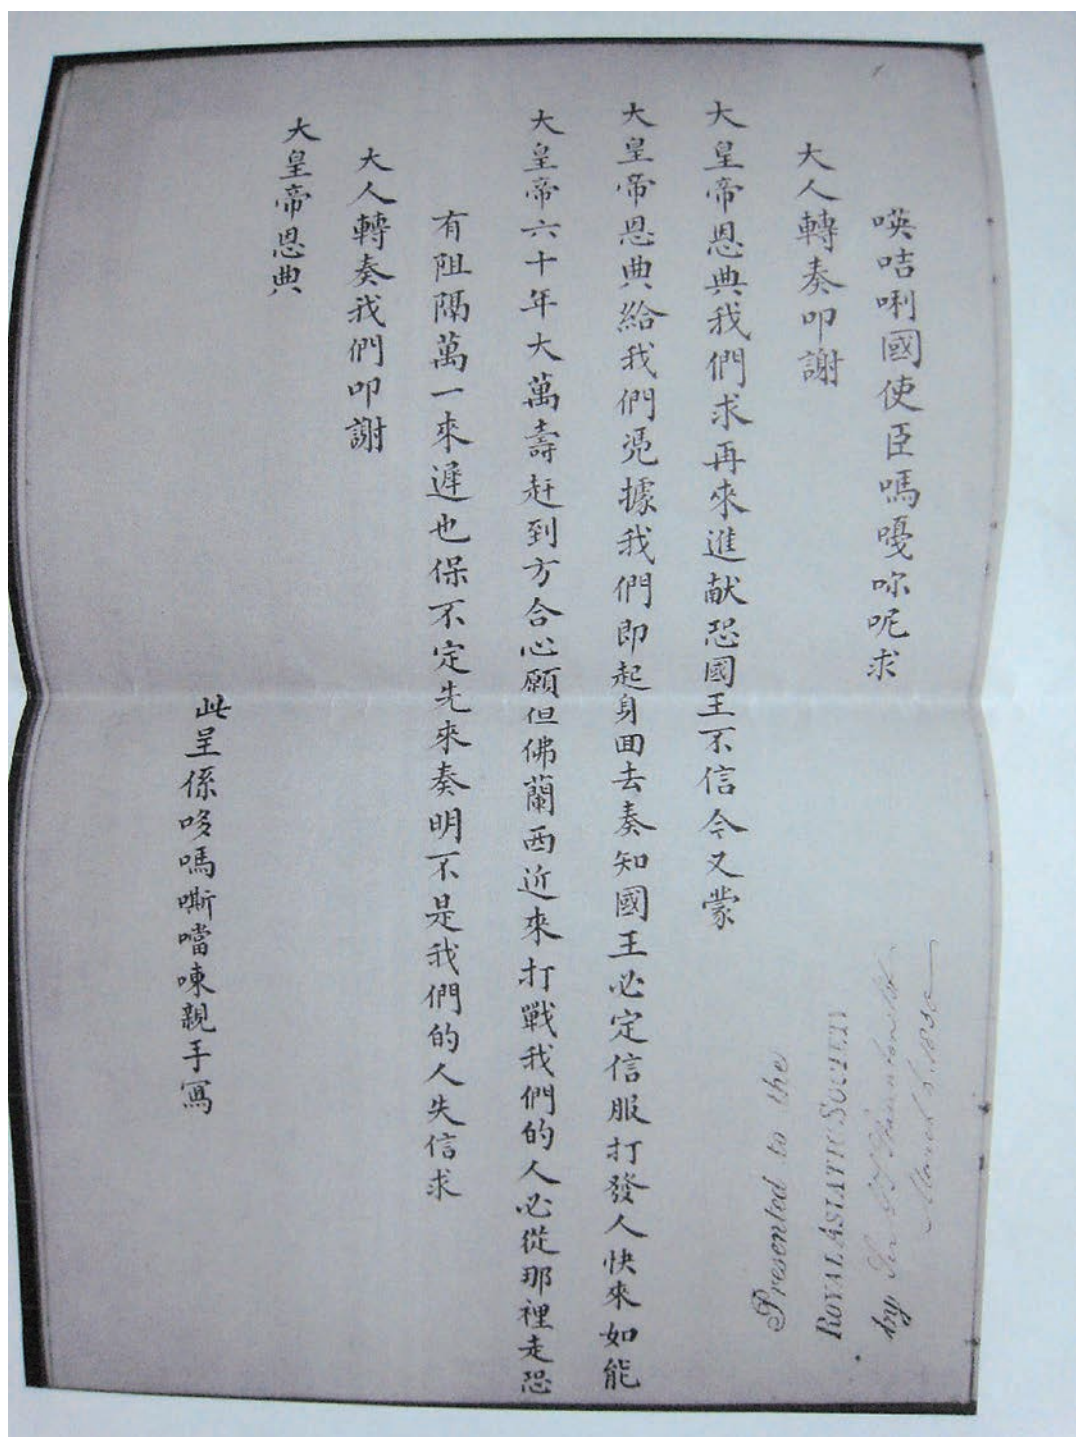 𠸄咭唎國使臣嗎嘎呢求
大人轉奏叩謝
大皇帝恩典我們求再來進献恐國王不信今又蒙
大皇帝恩典給我們凴據我們即起身囬去奏知國王必定信服打發人快來如能
大皇帝六十年大萬壽赶到方合心願但佛蘭西近來打戰我們的人必從那裡走恐
有阻隔萬一來遲也保不定先來奏明不是我們的人失信求
大人轉奏我們叩謝
大皇帝恩典
此呈係哆嗎嘶噹㖦親手寫
Presented to the
ROYAL ASIATIC SOCIETY
by Sir